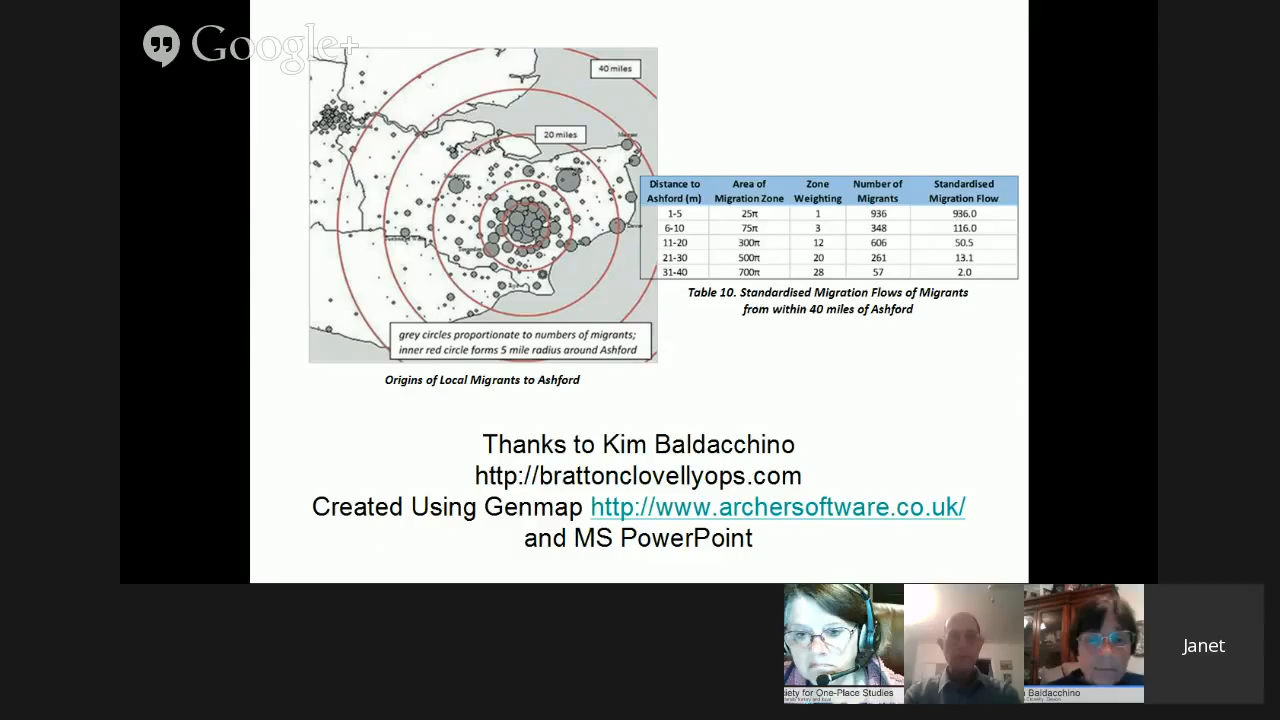 Google+
40 miles
20 miles
grey circles proportionate to numbers of migrants;
inner red circle forms 5 mile radius around Ashford
Origins of Local Migrants to Ashford
Distance to Ashford (m) Area of Migration Zone Zone Weighting Number of Migrants Standardised Migration Flow
1-5 25π 1 936 936.0
6-10 75π 3 348 116.0
11-20 300π 12 606 50.5
21-30 500π 20 261 13.1
31-40 700π 28 57 2.0
Table 10. Standardised Migration Flows of Migrants
from within 40 miles of Ashford
Thanks to Kim Baldacchino
http://brattonclovellyops.com
Created Using Genmap http://www.archersoftware.co.uk/
and MS PowerPoint
Janet
ciety for One-Place Studies
Baldacchino